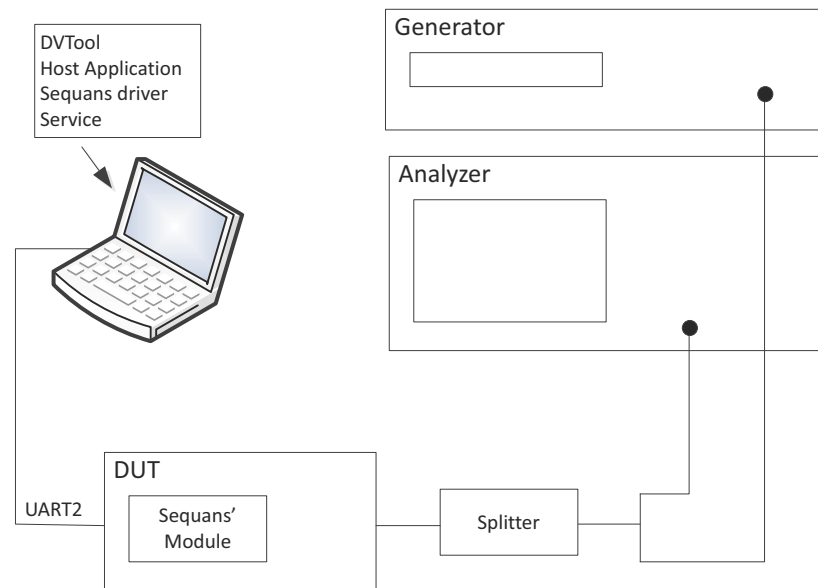 DVTool
Host Application
Sequans driver
Service
Generator
Analyzer
DUT
UART2
Sequans’
Module
Splitter